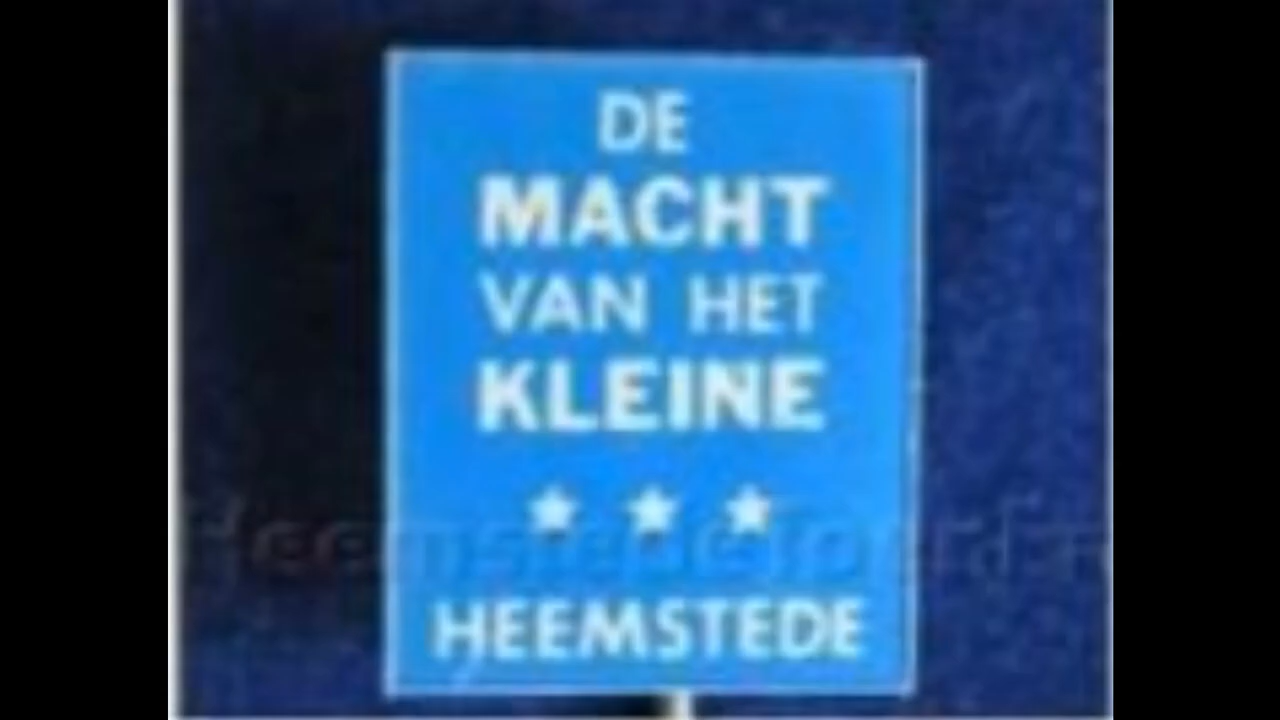 DE
MACHT
VAN HET
KLEINE
★ ★ ★
HEEMSTEDE